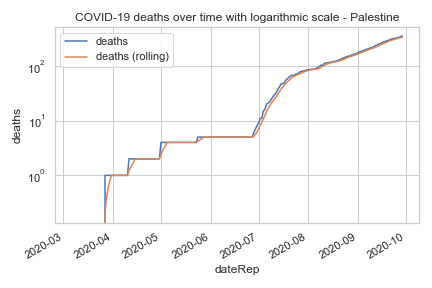 COVID-19 deaths over time with logarithmic scale - Palestine
deaths
deaths (rolling)
10²
10¹
10⁰
deaths
2020-03
2020-04
2020-05
2020-06
2020-07
2020-08
2020-09
2020-10
dateRep